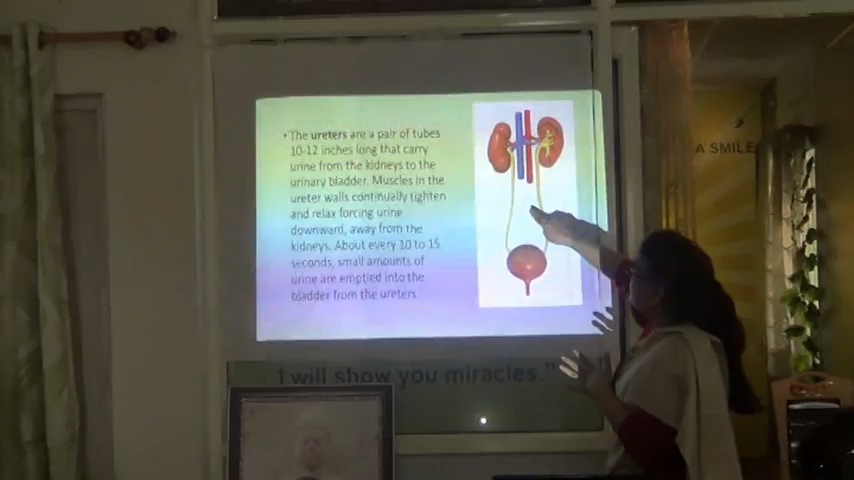 • The ureters are a pair of tubes
10-12 inches long that carry
urine from the kidneys to the
urinary bladder. Muscles in the
ureter walls continually tighten
and relax forcing urine
downward, away from the
kidneys. About every 10 to 15
seconds, small amounts of
urine are emptied into the
bladder from the ureters
A SMILE
I will show you miracles."